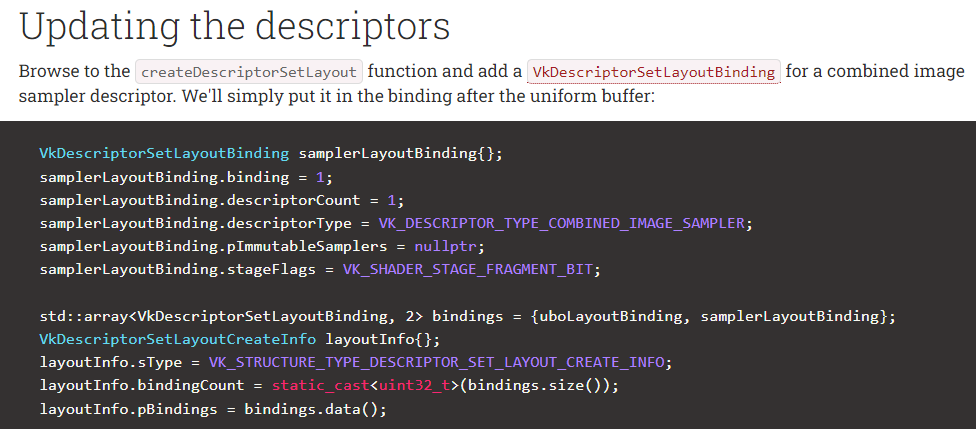 Updating the descriptors
Browse to the createDescriptorSetLayout function and add a VkDescriptorSetLayoutBinding for a combined image
sampler descriptor. We'll simply put it in the binding after the uniform buffer:
VkDescriptorSetLayoutBinding samplerLayoutBinding{};
samplerLayoutBinding.binding = 1;
samplerLayoutBinding.descriptorCount = 1;
samplerLayoutBinding.descriptorType = VK_DESCRIPTOR_TYPE_COMBINED_IMAGE_SAMPLER;
samplerLayoutBinding.pImmutableSamplers = nullptr;
samplerLayoutBinding.stageFlags = VK_SHADER_STAGE_FRAGMENT_BIT;
std::array<VkDescriptorSetLayoutBinding, 2> bindings = {uboLayoutBinding, samplerLayoutBinding};
VkDescriptorSetLayoutCreateInfo layoutInfo{};
layoutInfo.sType = VK_STRUCTURE_TYPE_DESCRIPTOR_SET_LAYOUT_CREATE_INFO;
layoutInfo.bindingCount = static_cast<uint32_t>(bindings.size());
layoutInfo.pBindings = bindings.data();